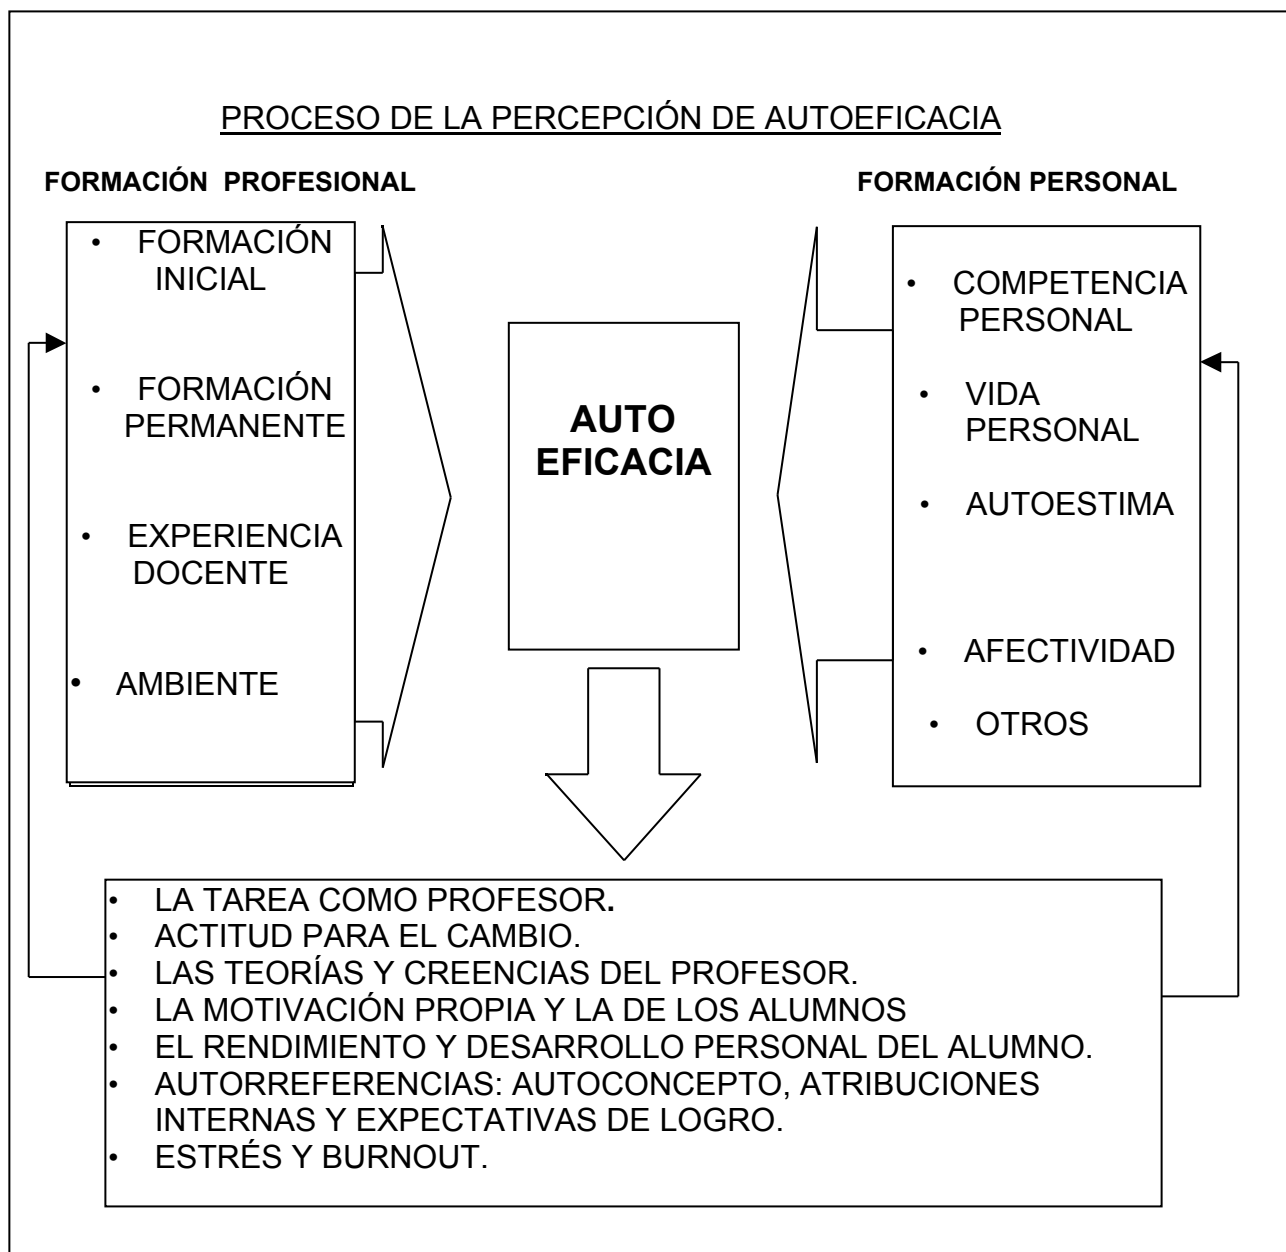 PROCESO DE LA PERCEPCIÓN DE AUTOEFICACIA
FORMACIÓN PROFESIONAL
• FORMACIÓN
INICIAL
• FORMACIÓN
PERMANENTE
• EXPERIENCIA
DOCENTE
• AMBIENTE
AUTO
EFICACIA
FORMACIÓN PERSONAL
• COMPETENCIA
PERSONAL
• VIDA
PERSONAL
• AUTOESTIMA
• AFECTIVIDAD
• OTROS
• LA TAREA COMO PROFESOR.
• ACTITUD PARA EL CAMBIO.
• LAS TEORÍAS Y CREENCIAS DEL PROFESOR.
• LA MOTIVACIÓN PROPIA Y LA DE LOS ALUMNOS
• EL RENDIMIENTO Y DESARROLLO PERSONAL DEL ALUMNO.
• AUTORREFERENCIAS: AUTOCONCEPTO, ATRIBUCIONES
INTERNAS Y EXPECTATIVAS DE LOGRO.
• ESTRÉS Y BURNOUT.